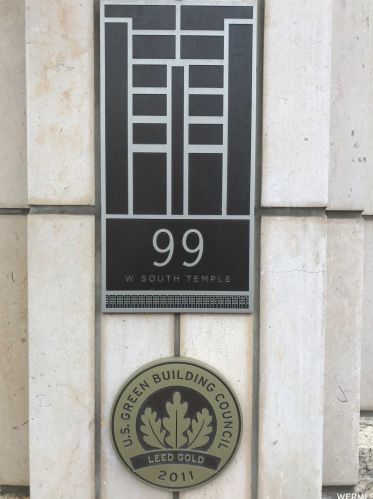 99
W SOUTH TEMPLE
U.S. GREEN BUILDING COUNCIL
LEED GOLD
2011